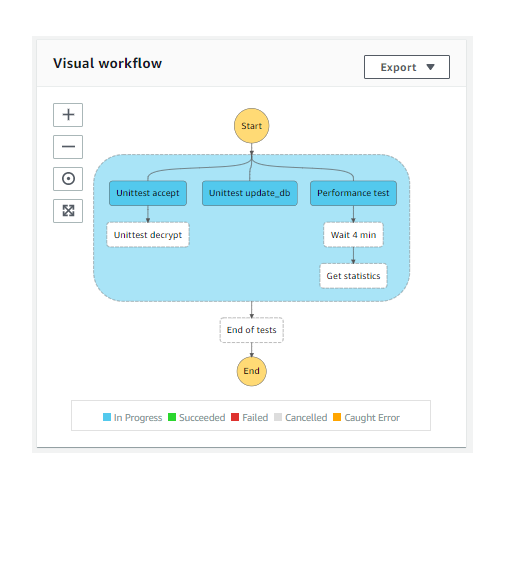 Visual workflow
Export
Start
Unittest accept
Unittest update_db
Performance test
Unittest decrypt
Wait 4 min
Get statistics
End of tests
End
In Progress
Succeeded
Failed
Cancelled
Caught Error